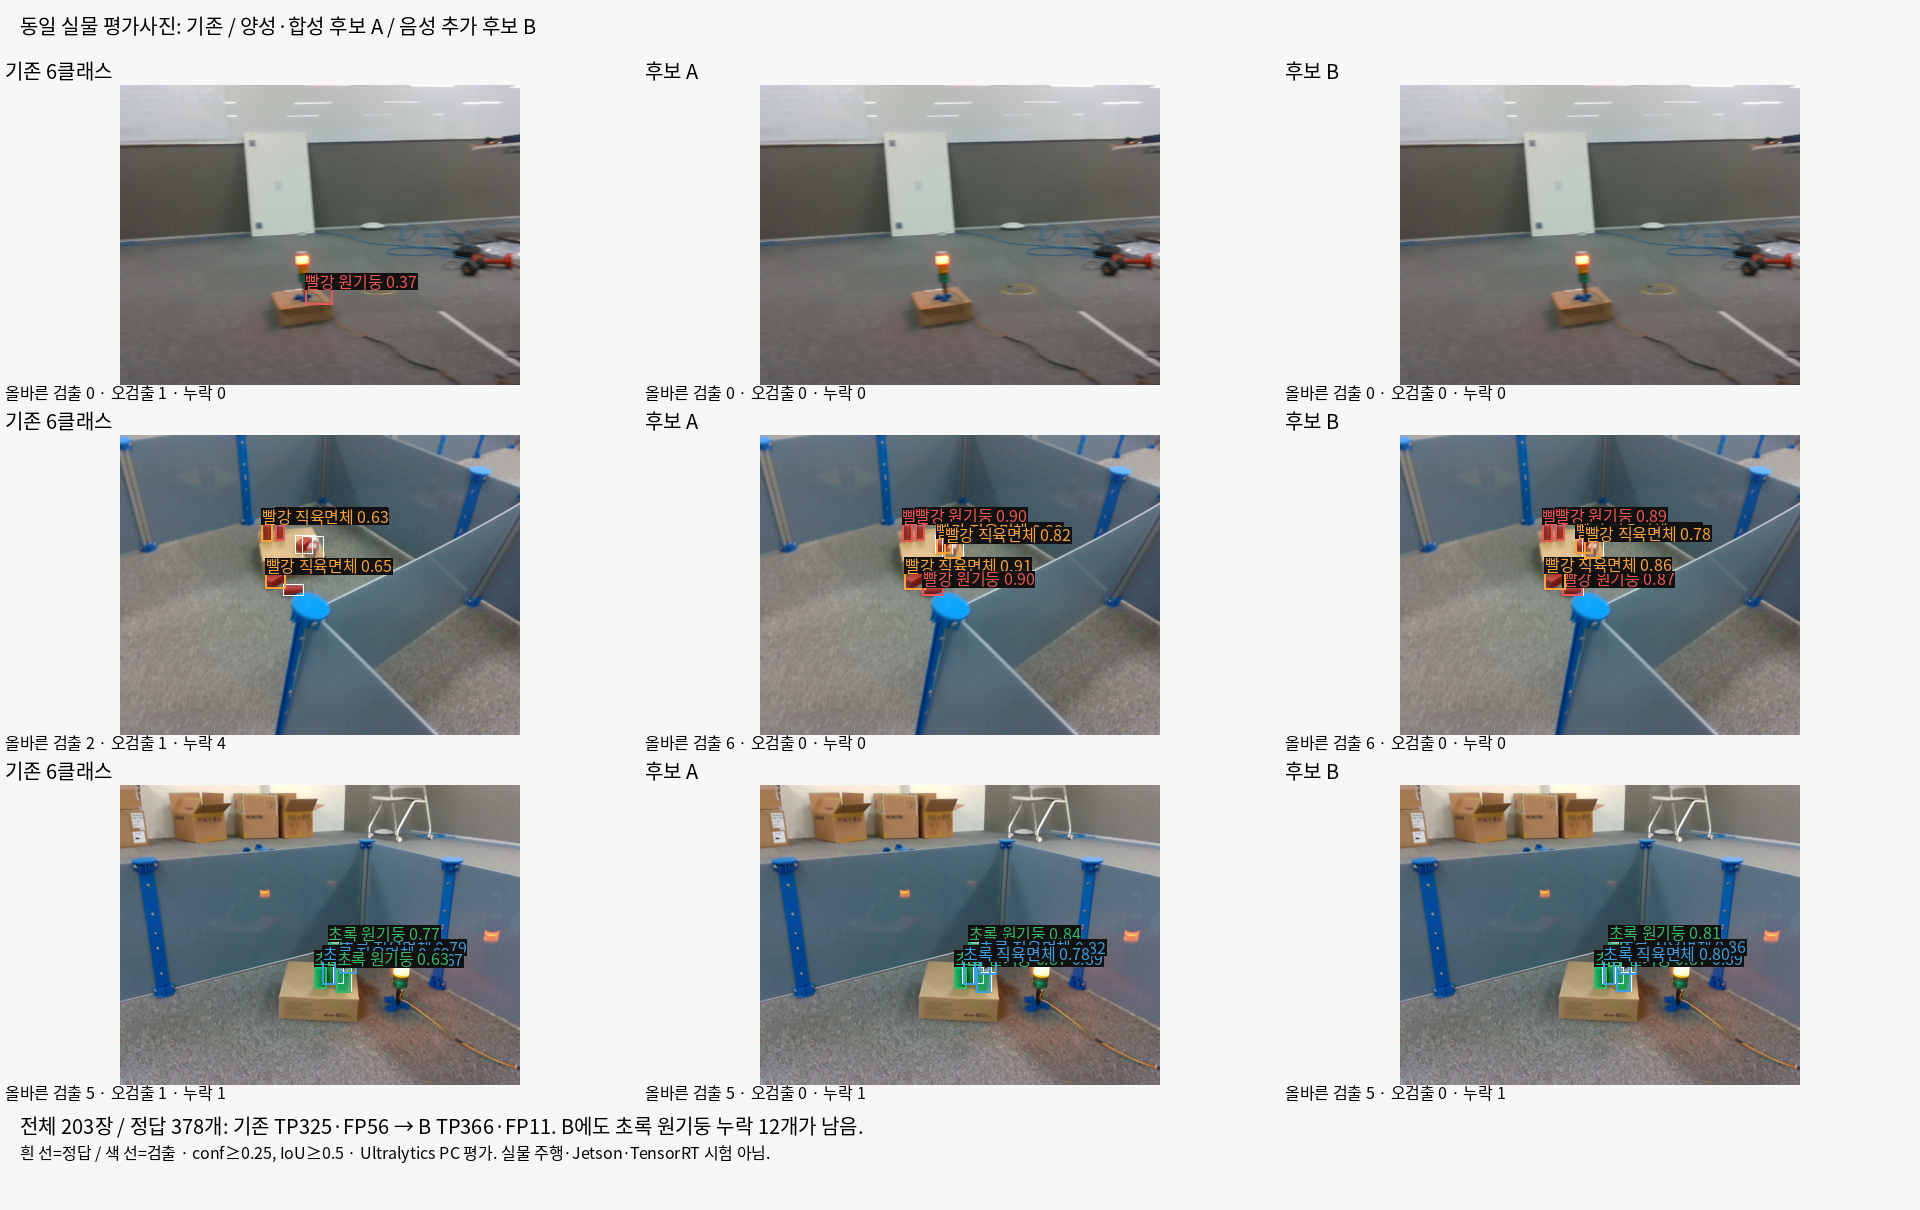 동일 실물 평가사진: 기존 / 양성·합성 후보 A / 음성 추가 후보 B
기존 6클래스
후보 A
후보 B
빨강 원기둥 0.37
올바른 검출 0 · 오검출 1 · 누락 0
올바른 검출 0 · 오검출 0 · 누락 0
올바른 검출 0 · 오검출 0 · 누락 0
기존 6클래스
후보 A
후보 B
빨강 직육면체 0.63
빨강 직육면체 0.65
빨강 원기둥 0.90
빨강 직육면체 0.82
빨강 직육면체 0.91
빨강 원기둥 0.90
빨강 원기둥 0.89
빨강 직육면체 0.78
빨강 직육면체 0.86
빨강 원기둥 0.87
올바른 검출 2 · 오검출 1 · 누락 4
올바른 검출 6 · 오검출 0 · 누락 0
올바른 검출 6 · 오검출 0 · 누락 0
기존 6클래스
후보 A
후보 B
초록 원기둥 0.77
초록 원기둥 0.63
초록 원기둥 0.84
초록 직육면체 0.78
초록 원기둥 0.81
초록 직육면체 0.80
올바른 검출 5 · 오검출 1 · 누락 1
올바른 검출 5 · 오검출 0 · 누락 1
올바른 검출 5 · 오검출 0 · 누락 1
전체 203장 / 정답 378개: 기존 TP325·FP56 → B TP366·FP11. B에도 초록 원기둥 누락 12개가 남음.
흰 선=정답 / 색 선=검출 · conf≥0.25, IoU≥0.5 · Ultralytics PC 평가. 실물 주행·Jetson·TensorRT 시험 아님.